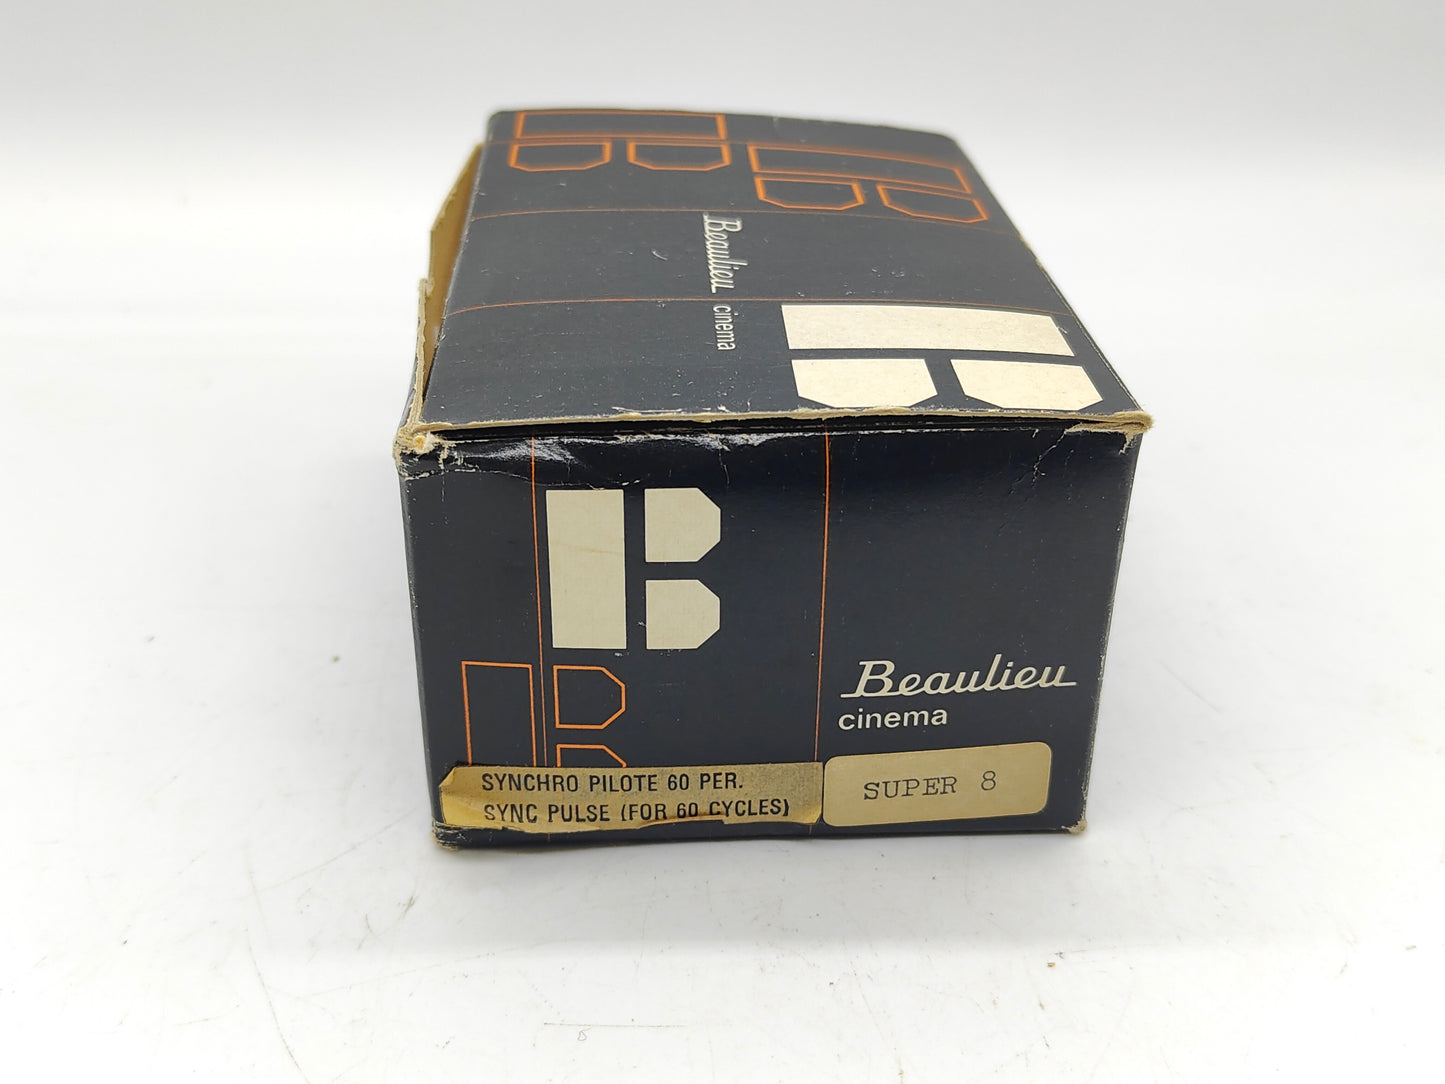 Beaulieu cinema
B
Beaulieu
cinema
SYNCHRO PILOTE 60 PER.
SYNC PULSE (FOR 60 CYCLES)
SUPER 8